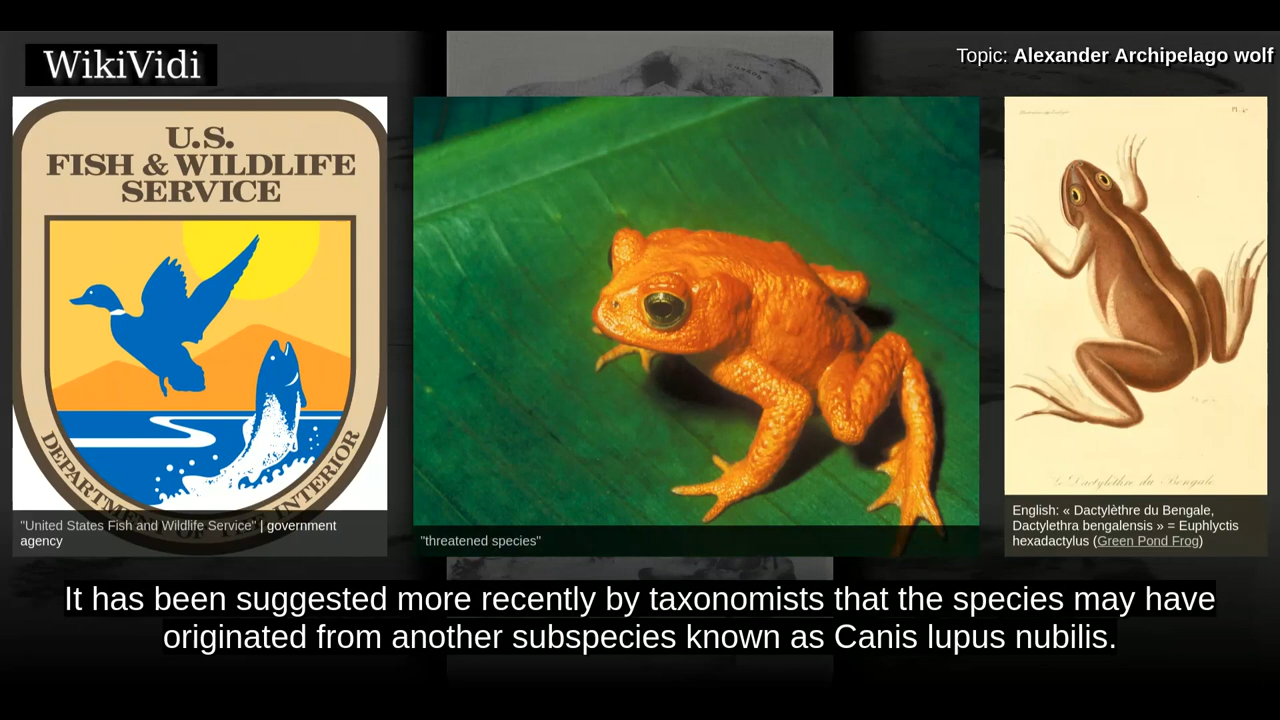 WikiVidi
Topic: Alexander Archipelago wolf
U.S.
FISH & WILDLIFE
SERVICE
DEPARTMENT OF THE INTERIOR
"United States Fish and Wildlife Service" | government
agency
"threatened species"
English: « Dactylèthre du Bengale,
Dactylethra bengalensis » = Euphlyctis
hexadactylus (Green Pond Frog)
Dactylèthre du Bengale
It has been suggested more recently by taxonomists that the species may have
originated from another subspecies known as Canis lupus nubilis.